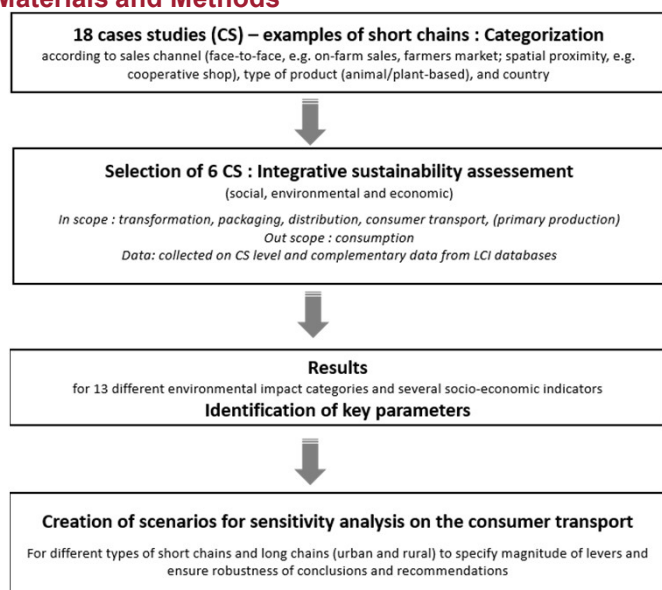 Materials and Methods
18 cases studies (CS) – examples of short chains : Categorization
according to sales channel (face-to-face, e.g. on-farm sales, farmers market; spatial proximity, e.g.
cooperative shop), type of product (animal/plant-based), and country
Selection of 6 CS : Integrative sustainability assessement
(social, environmental and economic)
In scope : transformation, packaging, distribution, consumer transport, (primary production)
Out scope : consumption
Data: collected on CS level and complementary data from LCI databases
Results
for 13 different environmental impact categories and several socio-economic indicators
Identification of key parameters
Creation of scenarios for sensitivity analysis on the consumer transport
For different types of short chains and long chains (urban and rural) to specify magnitude of levers and
ensure robustness of conclusions and recommendations